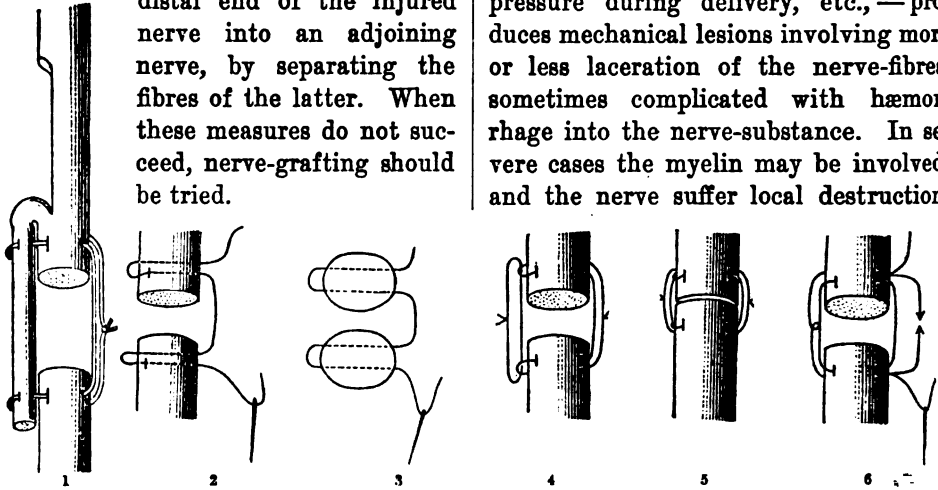 distal end of the injured
nerve into an adjoining
nerve, by separating the
fibres of the latter. When
these measures do not suc-
ceed, nerve-grafting should
be tried.
pressure during delivery, etc., — pro
duces mechanical lesions involving mor
or less laceration of the nerve-fibres
sometimes complicated with hæmor
rhage into the nerve-substance. In se
vere cases the myelin may be involved
and the nerve suffer local destruction
1 2 3 4 5 6